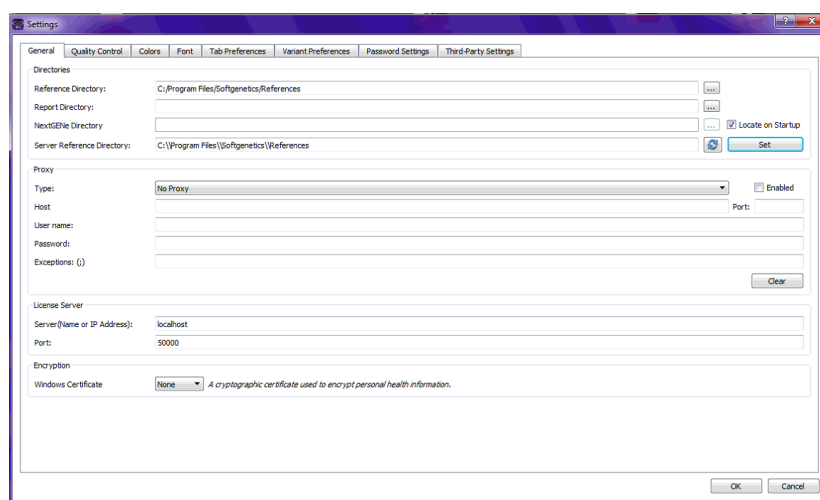 Settings
General Quality Control Colors Font Tab Preferences Variant Preferences Password Settings Third-Party Settings
Directories
Reference Directory: C:/Program Files/Softgenetics/References ...
Report Directory: ...
NextGENe Directory ... Locate on Startup
Server Reference Directory: C:\\Program Files\\Softgenetics\\References Set
Proxy
Type: No Proxy Enabled
Host Port:
User name:
Password:
Exceptions: (;)
Clear
License Server
Server(Name or IP Address): localhost
Port: 50000
Encryption
Windows Certificate None A cryptographic certificate used to encrypt personal health information.
OK Cancel